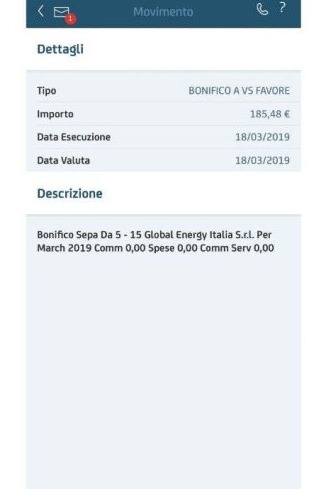 Movimento
1
?
Dettagli
Tipo BONIFICO A VS FAVORE
Importo 185,48 €
Data Esecuzione 18/03/2019
Data Valuta 18/03/2019
Descrizione
Bonifico Sepa Da 5 - 15 Global Energy Italia S.r.l. Per
March 2019 Comm 0,00 Spese 0,00 Comm Serv 0,00